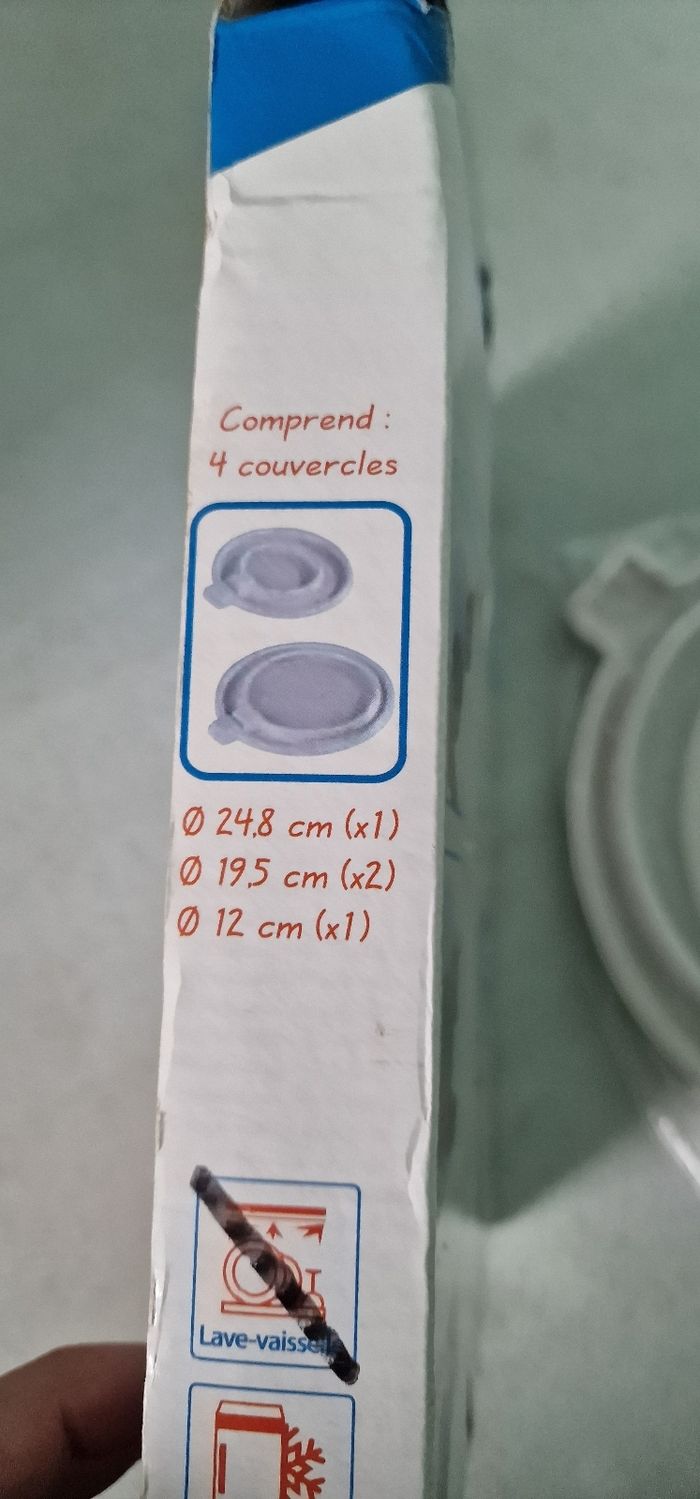 Comprend :
4 couvercles
Ø 24,8 cm (x1)
Ø 19,5 cm (x2)
Ø 12 cm (x1)